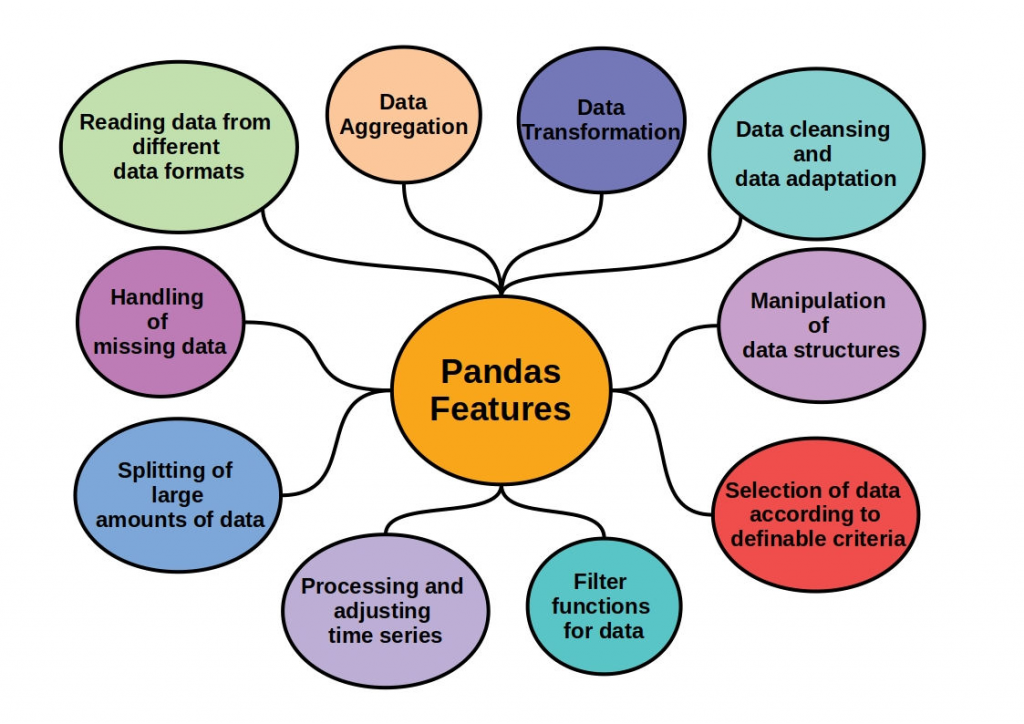 Reading data from
different
data formats
Data
Aggregation
Data
Transformation
Data cleansing
and
data adaptation
Handling
of
missing data
Manipulation
of
data structures
Pandas
Features
Splitting of
large
amounts of data
Selection of data
according to
definable criteria
Processing and
adjusting
time series
Filter
functions
for data